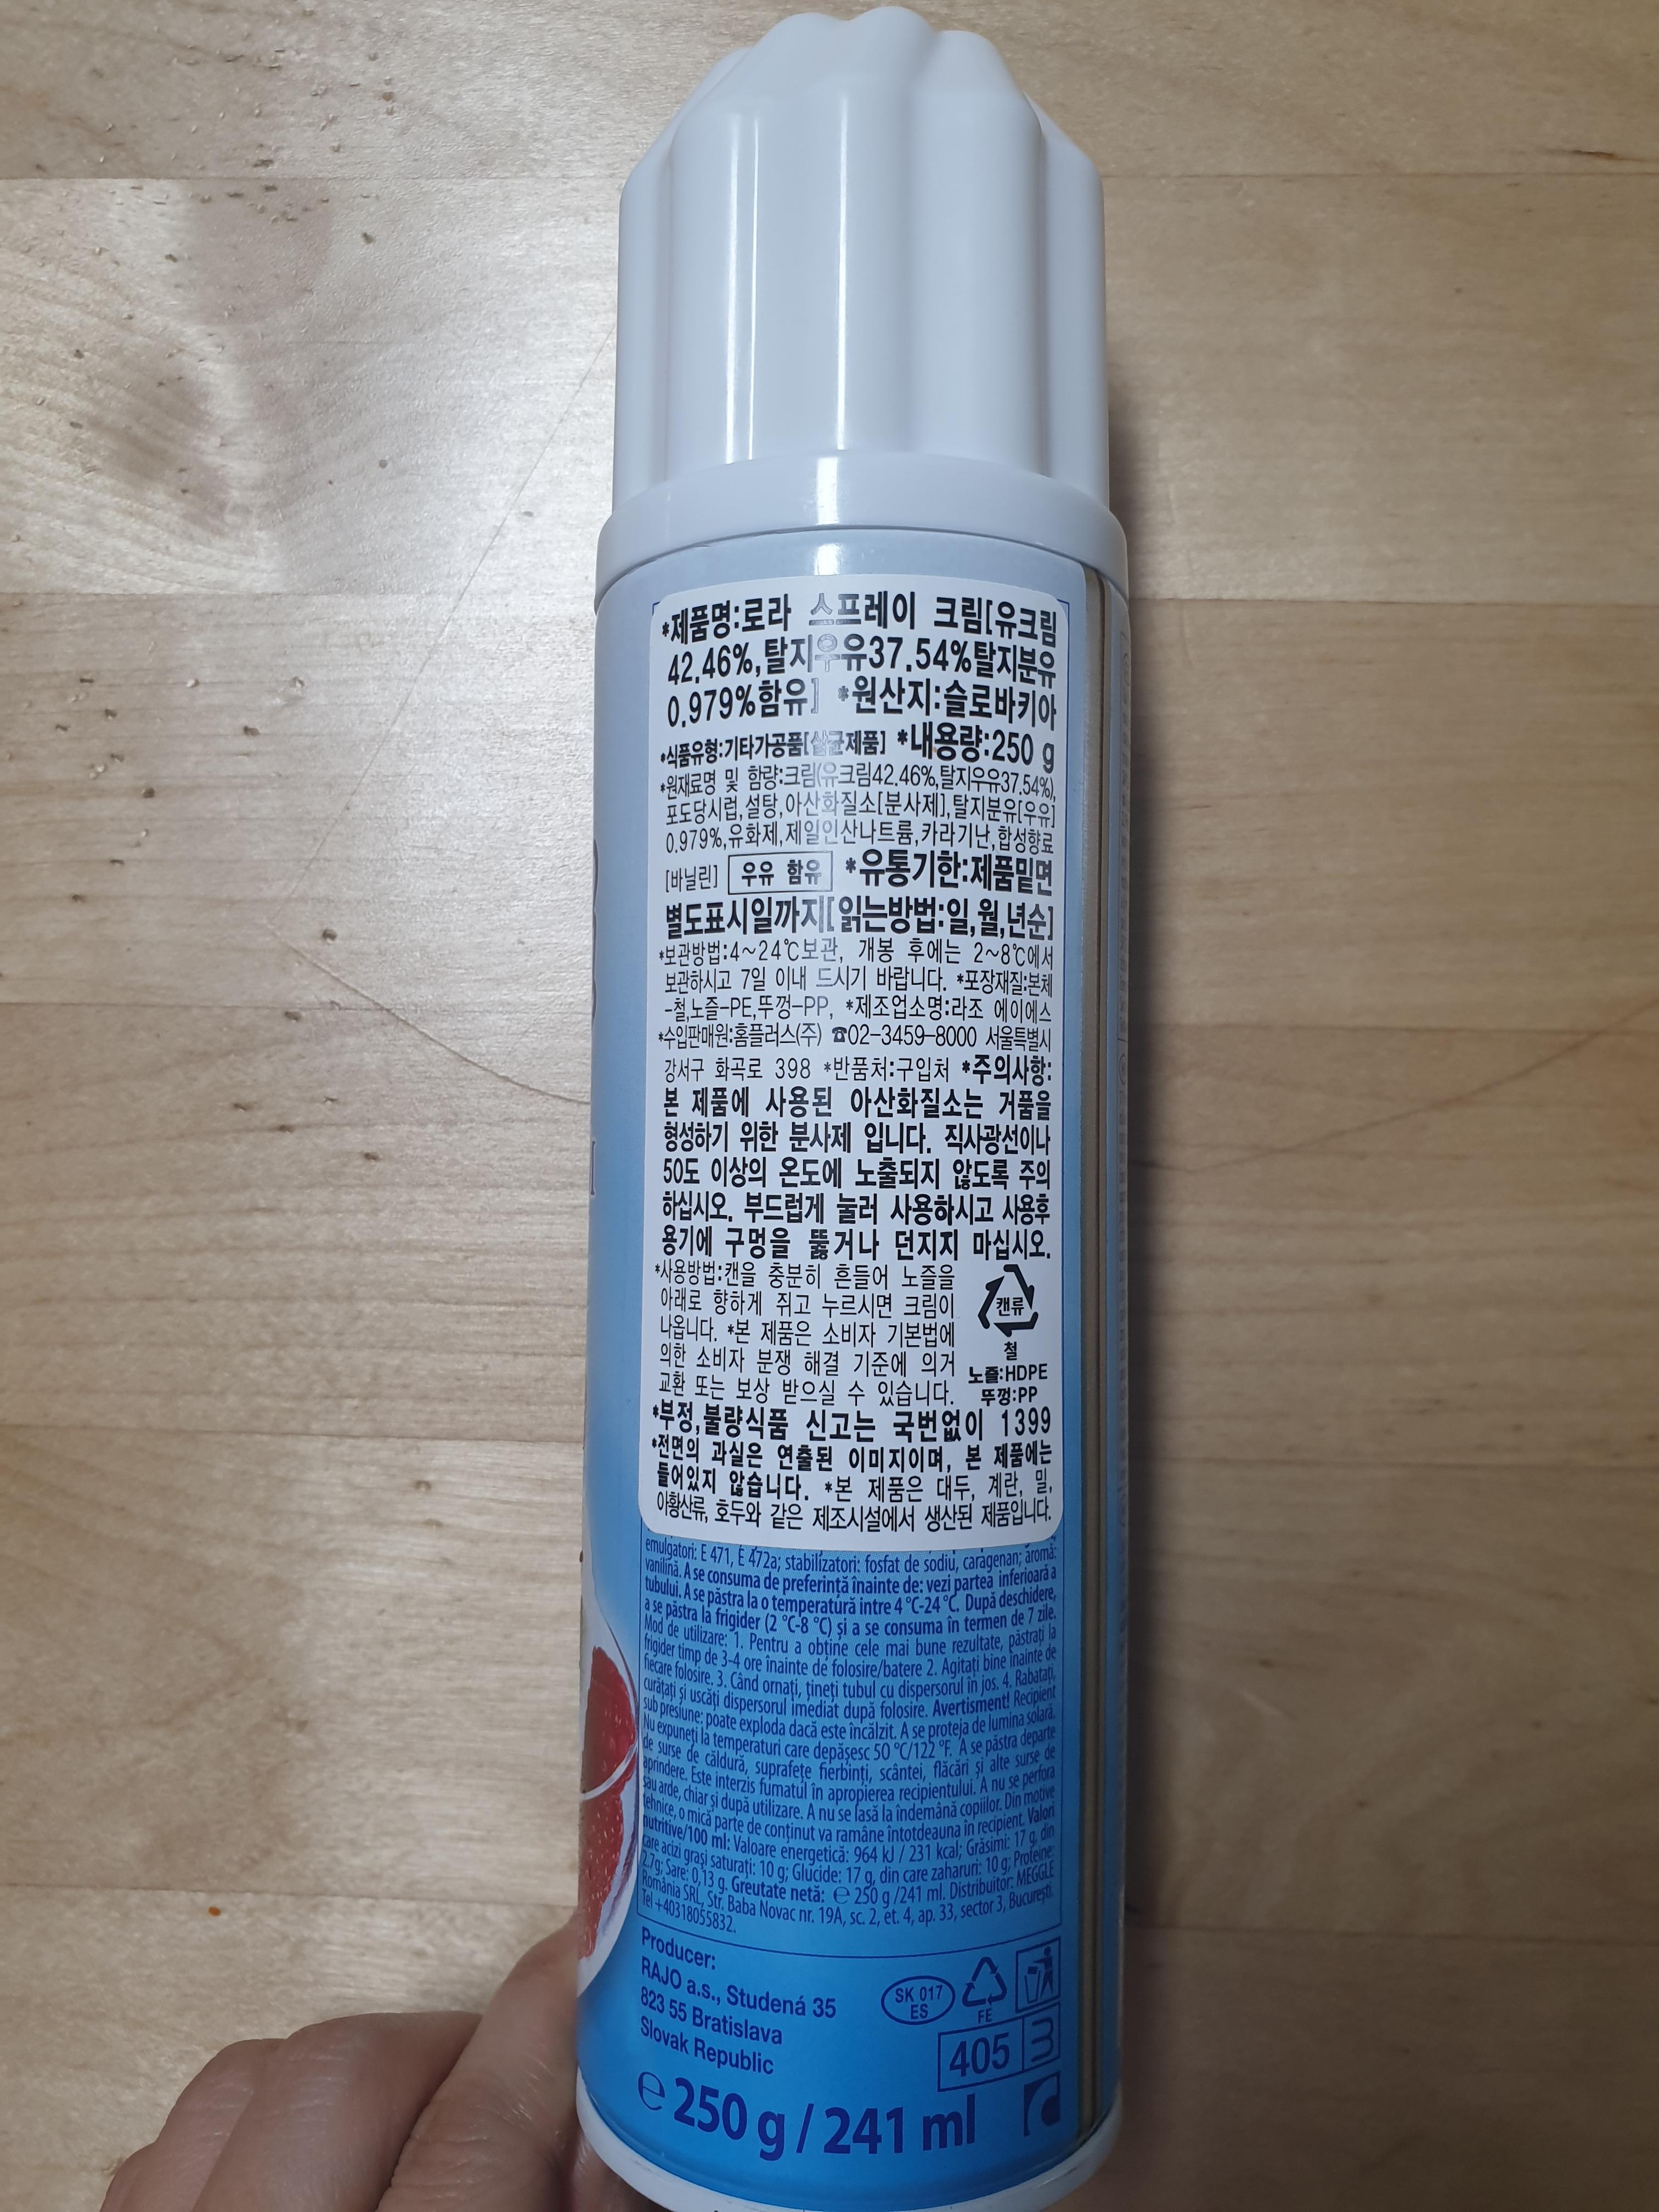 *제품명:로라 스프레이 크림[유크림
42.46%,탈지우유37.54%탈지분유
0.979%함유] *원산지:슬로바키아
*식품유형:기타가공품[살균제품] *내용량:250 g
*원재료명 및 함량:크림(유크림42.46%,탈지우유37.54%),
포도당시럽,설탕,아산화질소[분사제],탈지분유[우유]
0.979%,유화제,제일인산나트륨,카라기난,합성향료
[바닐린] 우유 함유 *유통기한:제품밑면
별도표시일까지[읽는방법:일,월,년순]
*보관방법:4~24℃보관, 개봉 후에는 2~8℃에서
보관하시고 7일 이내 드시기 바랍니다. *포장재질:본체
-철,노즐-PE,뚜껑-PP, *제조업소명:라조 에이에스
*수입판매원:홈플러스(주) ☎02-3459-8000 서울특별시
강서구 화곡로 398 *반품처:구입처 *주의사항:
본 제품에 사용된 아산화질소는 거품을
형성하기 위한 분사제 입니다. 직사광선이나
50도 이상의 온도에 노출되지 않도록 주의
하십시오. 부드럽게 눌러 사용하시고 사용후
용기에 구멍을 뚫거나 던지지 마십시오.
*사용방법:캔을 충분히 흔들어 노즐을
아래로 향하게 쥐고 누르시면 크림이
나옵니다. *본 제품은 소비자 기본법에
의한 소비자 분쟁 해결 기준에 의거
교환 또는 보상 받으실 수 있습니다.
캔류
철
노즐:HDPE
뚜껑:PP
*부정,불량식품 신고는 국번없이 1399
*전면의 과실은 연출된 이미지이며, 본 제품에는
들어있지 않습니다. *본 제품은 대두, 계란, 밀,
아황산류, 호두와 같은 제조시설에서 생산된 제품입니다.
emulgatori: E 471, E 472a; stabilizatori: fosfat de sodiu, caragenan; aromă:
vanilină. A se consuma de preferință înainte de: vezi partea inferioară a
tubului. A se păstra la o temperatură intre 4 °C-24 °C. După deschidere,
a se păstra la frigider (2 °C-8 °C) și a se consuma în termen de 7 zile.
Mod de utilizare: 1. Pentru a obține cele mai bune rezultate, păstrați la
frigider timp de 3-4 ore înainte de folosire/batere 2. Agitați bine înainte de
fiecare folosire. 3. Când ornați, țineți tubul cu dispersorul în jos. 4. Rabatați,
curătați și uscăți dispersorul imediat după folosire. Avertisment! Recipient
sub presiune: poate exploda dacă este încălzit. A se proteja de lumina solară.
Nu expuneți la temperaturi care depășesc 50 °C/122 °F. A se păstra departe
de surse de căldură, suprafețe fierbinți, scântei, flăcări și alte surse de
aprindere. Este interzis fumatul în apropierea recipientului. A nu se perfora
sau arde, chiar și după utilizare. A nu se lasă la îndemână copiilor. Din motive
tehnice, o mică parte de conținut va ramâne întotdeauna în recipient. Valori
nutritive/100 ml: Valoare energetică: 964 kJ / 231 kcal; Grăsimi: 17 g, din
care acizi grași saturați: 10 g; Glucide: 17 g, din care zaharuri: 10 g; Proteine:
2.7g; Sare: 0,13 g. Greutate netă: ℮ 250 g /241 ml. Distribuitor: MEGGLE
România SRL, Str. Baba Novac nr. 19A, sc. 2, et. 4, ap. 33, sector 3, București.
Tel +40318055832.
Producer:
RAJO a.s., Studená 35
823 55 Bratislava
Slovak Republic
SK 017
ES
FE
405
℮ 250 g / 241 ml